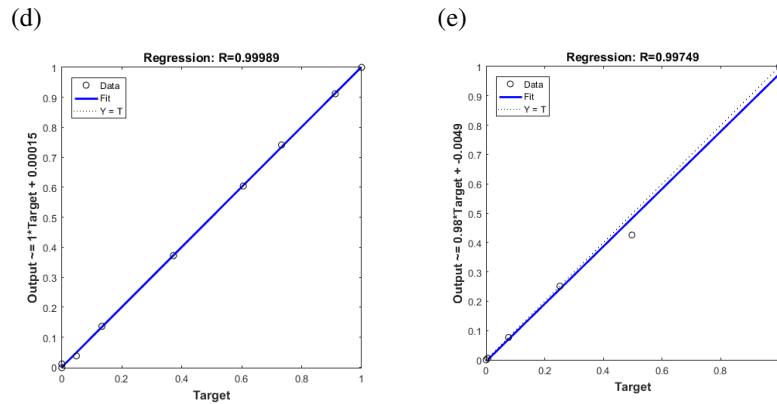 (d)
Regression: R=0.99989
Data
Fit
Y = T
Output ~= 1*Target + 0.00015
1
0.9
0.8
0.7
0.6
0.5
0.4
0.3
0.2
0.1
0
0 0.2 0.4 0.6 0.8 1
Target
(e)
Regression: R=0.99749
Data
Fit
Y = T
Output ~= 0.98*Target + -0.0049
1
0.9
0.8
0.7
0.6
0.5
0.4
0.3
0.2
0.1
0
0 0.2 0.4 0.6 0.8
Target